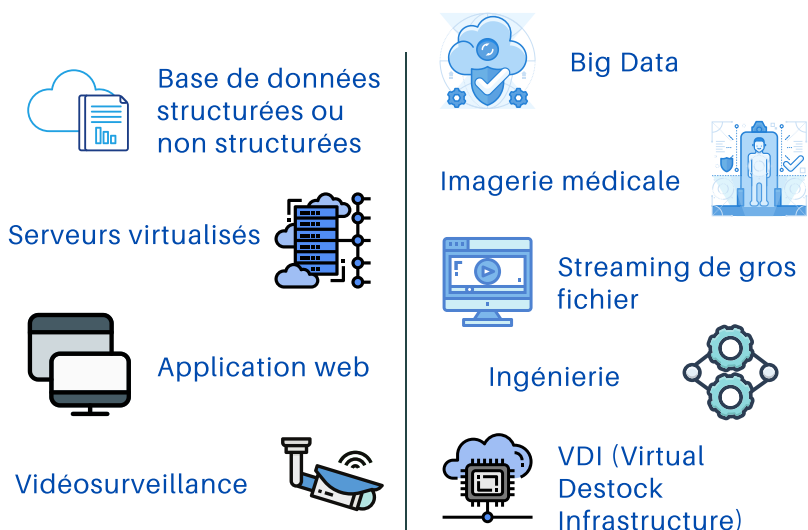 Base de données
structurées ou
non structurées
Serveurs virtualisés
Application web
Vidéosurveillance
Big Data
Imagerie médicale
Streaming de gros
fichier
Ingénierie
VDI (Virtual
Destock
Infrastructure)